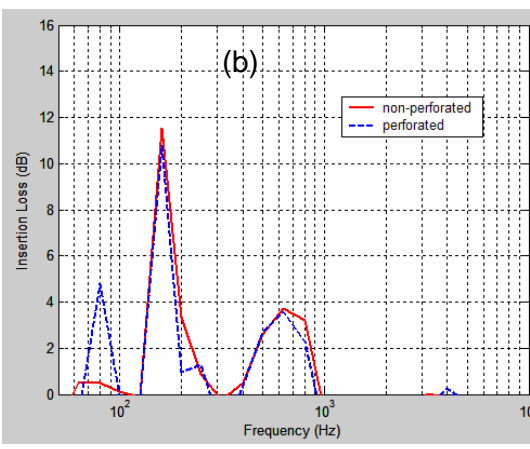 16
(b)
14
non-perforated
perforated
12
10
Insertion Loss (dB)
8
6
4
2
0
10^2
10^3
10
Frequency (Hz)